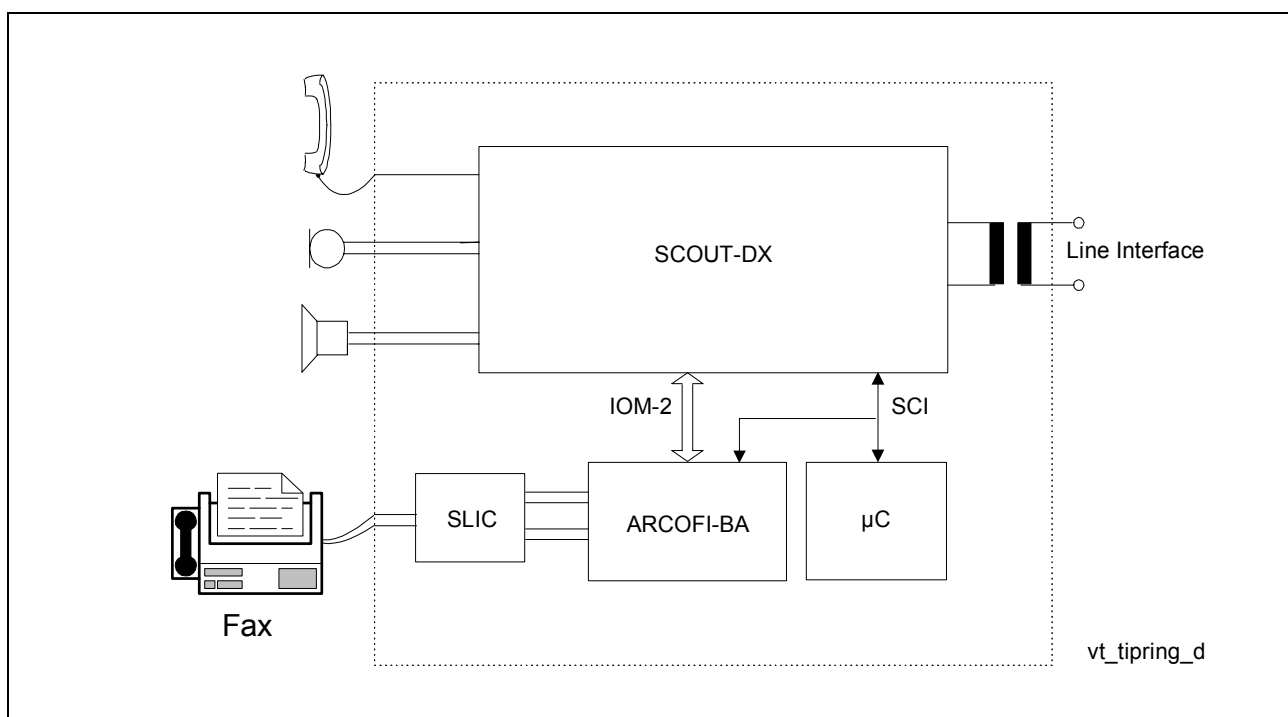 SCOUT-DX
Line Interface
IOM-2
SCI
SLIC
ARCOFI-BA
µC
Fax
vt_tipring_d